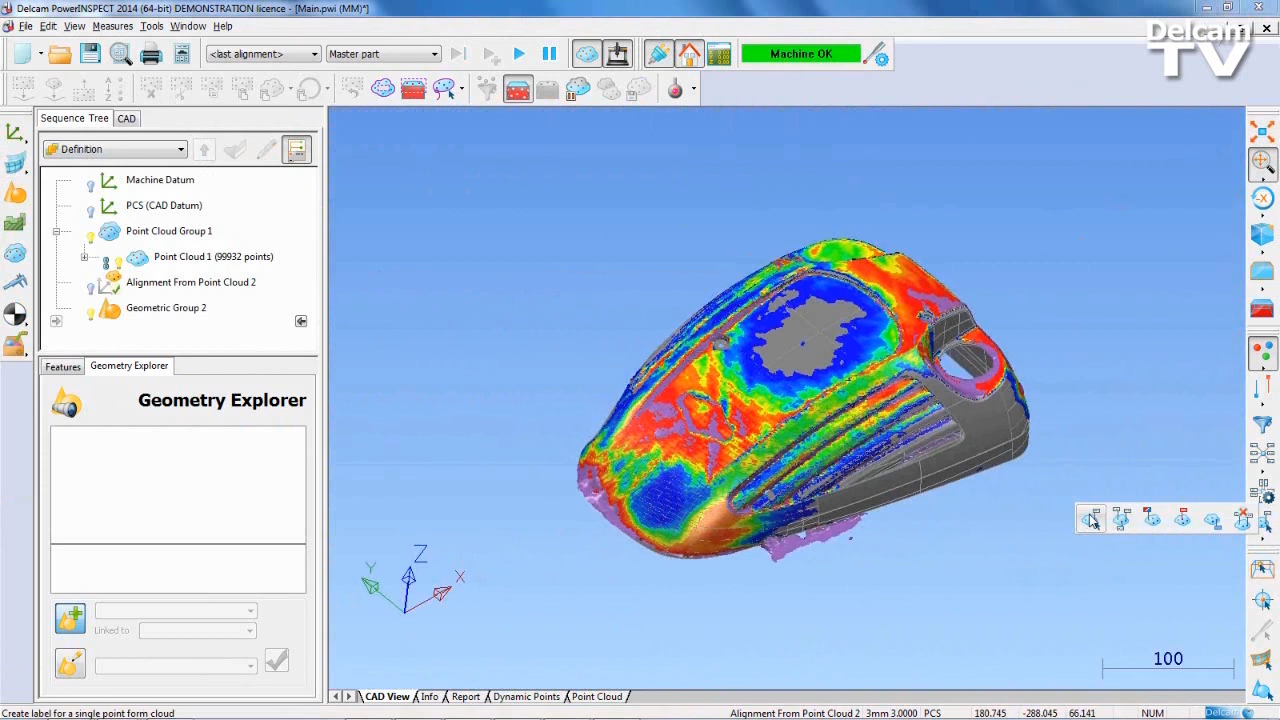 Delcam PowerINSPECT 2014 (64-bit) DEMONSTRATION licence - [Main.pwi (MM)*]
File Edit View Measures Tools Window Help
Delcam
TV
<last alignment> Master part Machine OK
Sequence Tree CAD
Definition
Machine Datum
PCS (CAD Datum)
Point Cloud Group 1
Point Cloud 1 (99932 points)
Alignment From Point Cloud 2
Geometric Group 2
Features Geometry Explorer
Geometry Explorer
Linked to
Z
Y
X
100
CAD View Info Report Dynamic Points Point Cloud
Create label for a single point form cloud Alignment From Point Cloud 2 3mm 3.0000 PCS 180.745 -288.045 66.141 NUM Delcam